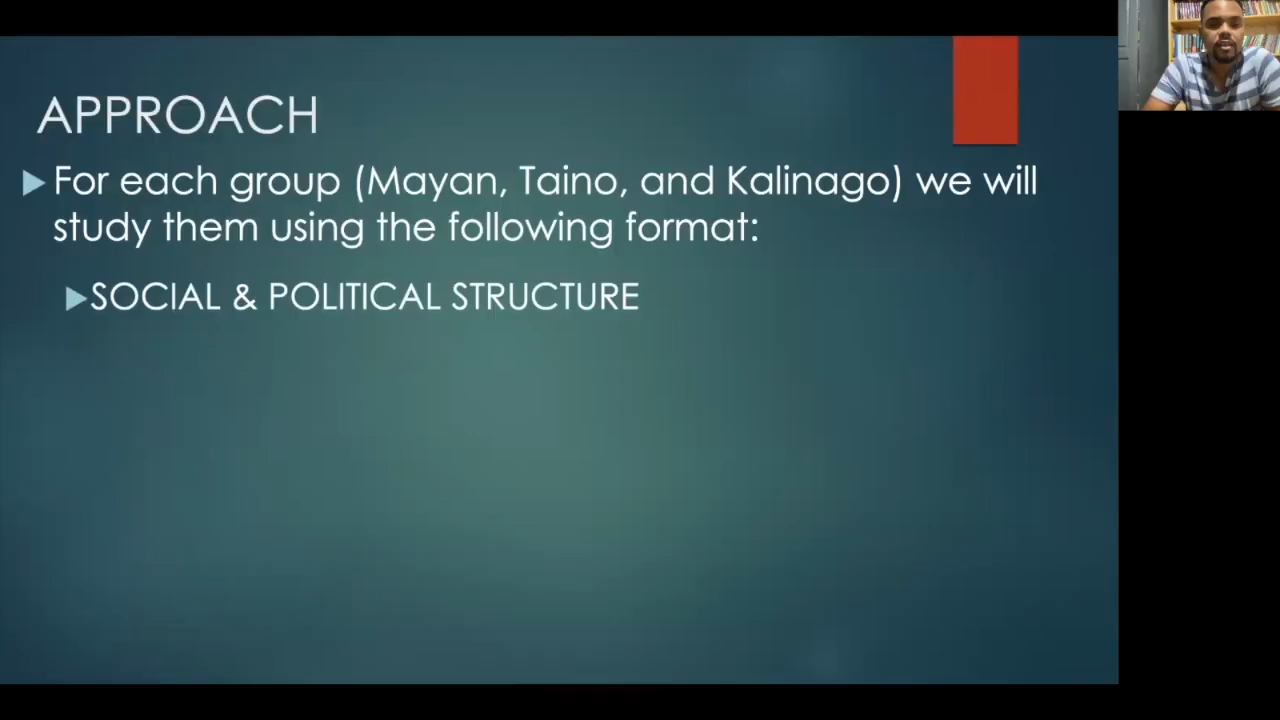 APPROACH
For each group (Mayan, Taino, and Kalinago) we will
study them using the following format:
SOCIAL & POLITICAL STRUCTURE